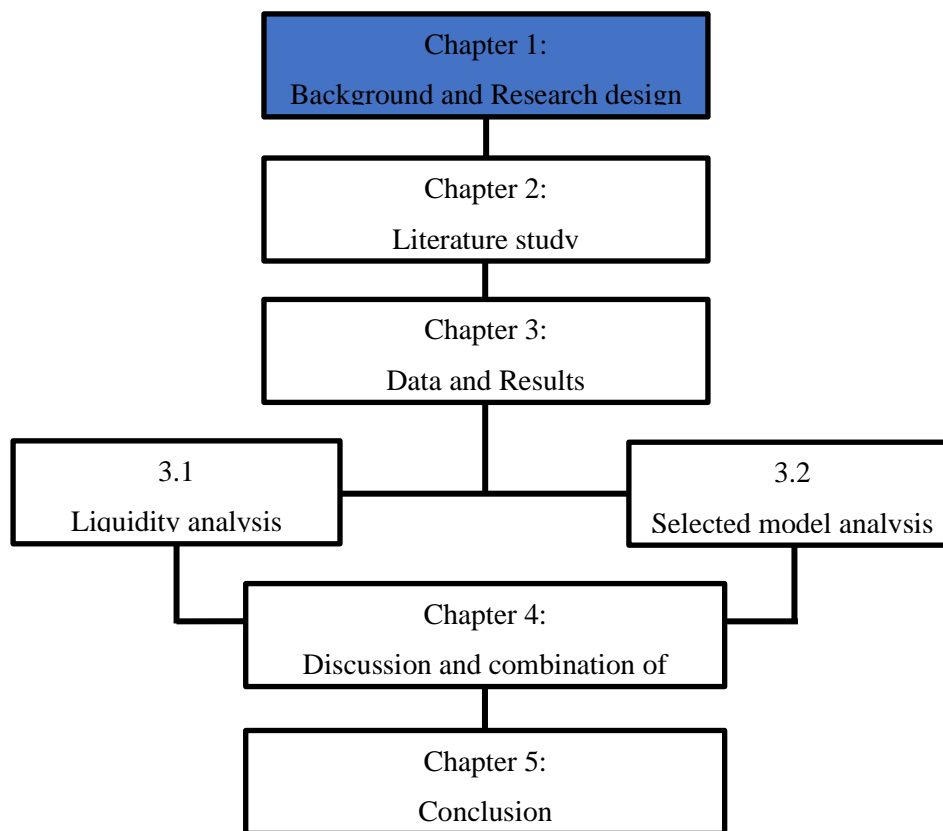 Chapter 1:
Background and Research design
Chapter 2:
Literature study
Chapter 3:
Data and Results
3.1
Liquidity analysis
3.2
Selected model analysis
Chapter 4:
Discussion and combination of
Chapter 5:
Conclusion